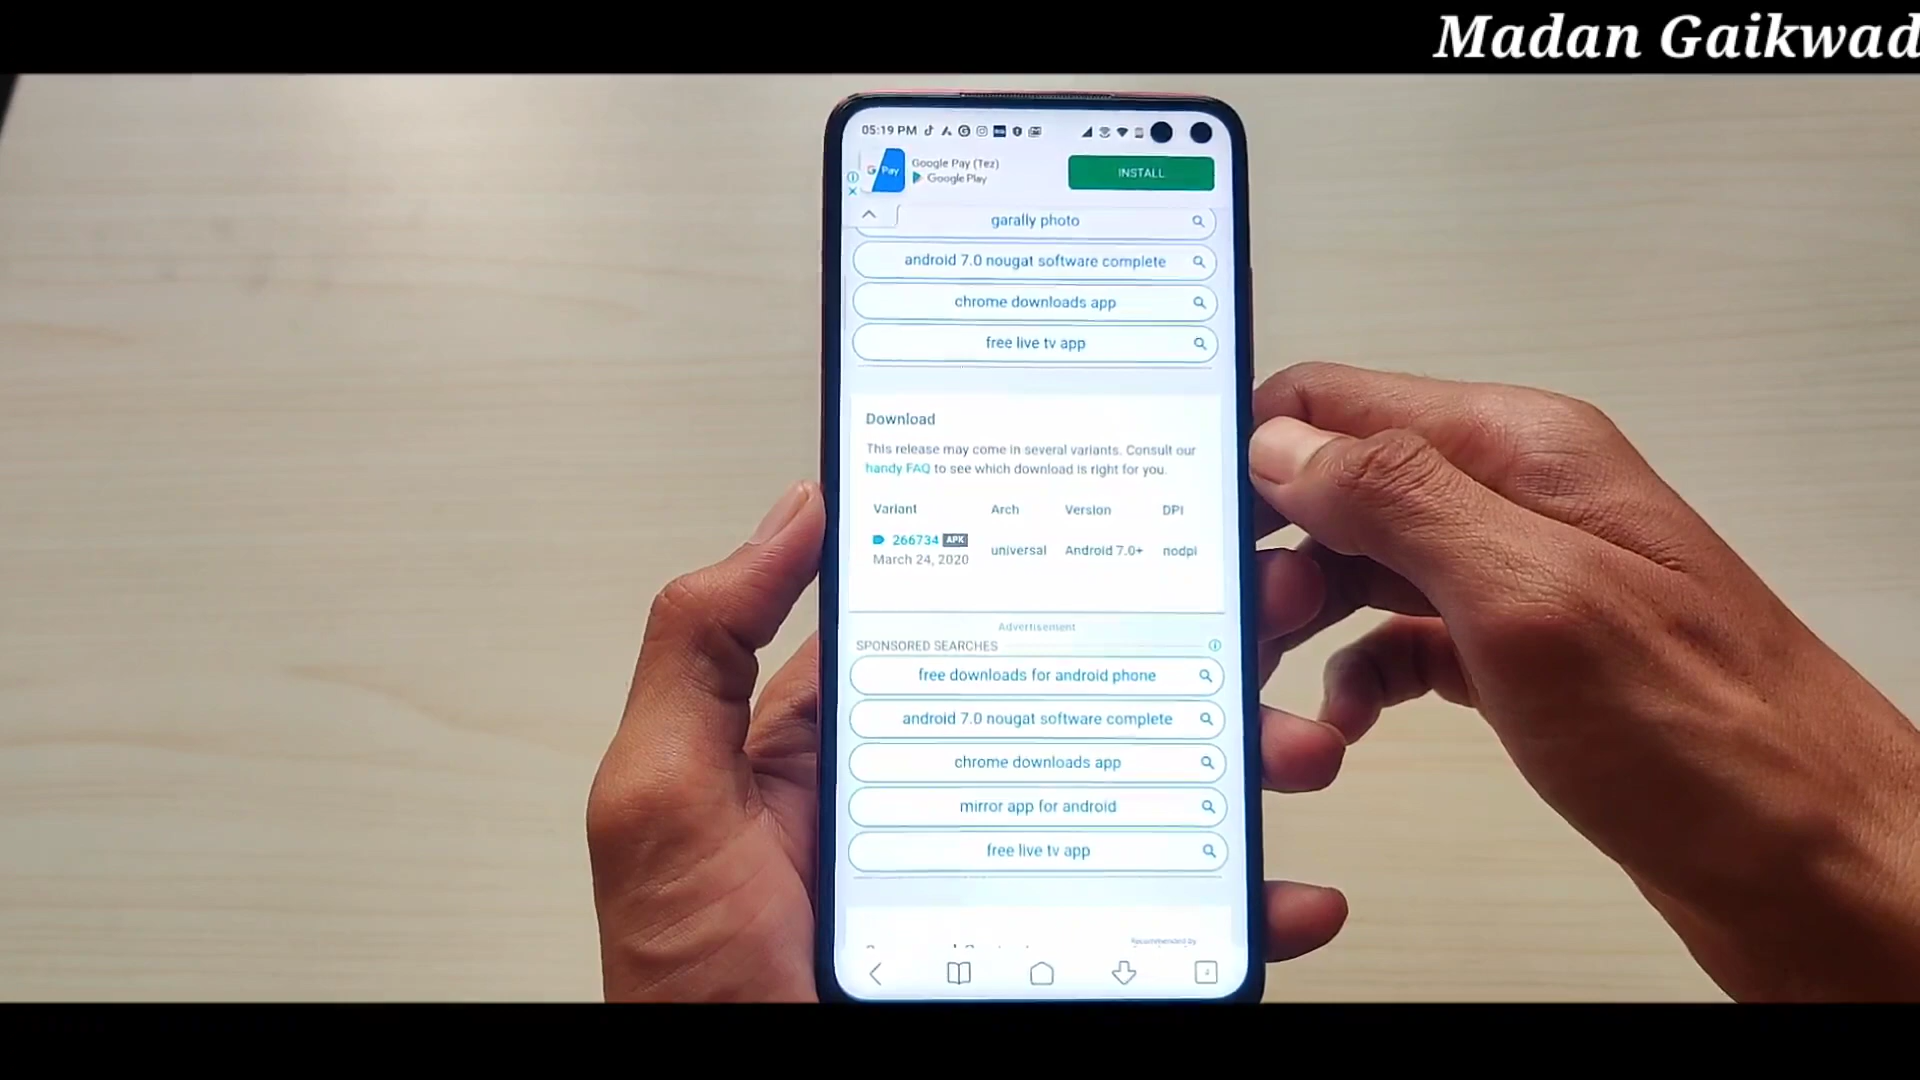 Madan Gaikwad
05:19 PM
G Pay
Google Pay (Tez)
Google Play
INSTALL
garally photo
android 7.0 nougat software complete
chrome downloads app
free live tv app
Download
This release may come in several variants. Consult our
handy FAQ to see which download is right for you.
Variant Arch Version DPI
266734 APK
March 24, 2020 universal Android 7.0+ nodpi
Advertisement
SPONSORED SEARCHES
free downloads for android phone
android 7.0 nougat software complete
chrome downloads app
mirror app for android
free live tv app
Recommended by